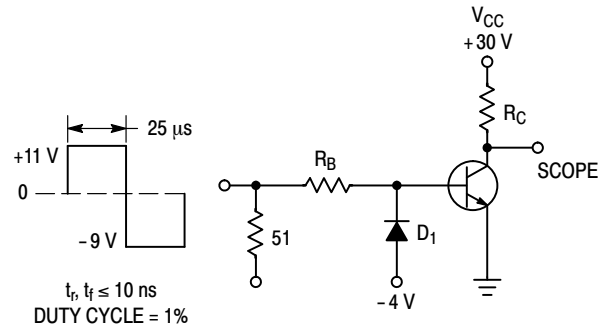 V_CC
+30 V
R_C
SCOPE
25 μs
+11 V
0
−9 V
R_B
51
D_1
−4 V
t_r, t_f ≤ 10 ns
DUTY CYCLE = 1%